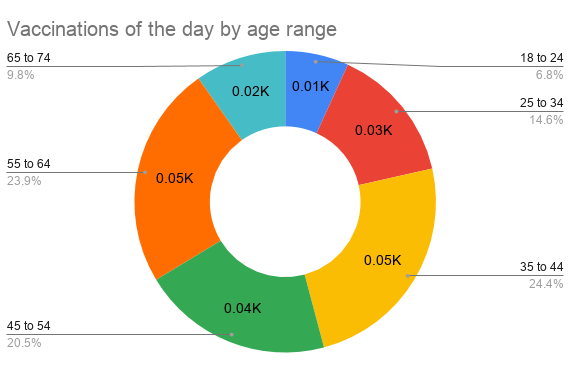 Vaccinations of the day by age range
65 to 74
9.8%
18 to 24
6.8%
0.01K
0.02K
25 to 34
14.6%
0.03K
55 to 64
23.9%
0.05K
0.05K
35 to 44
24.4%
0.04K
45 to 54
20.5%